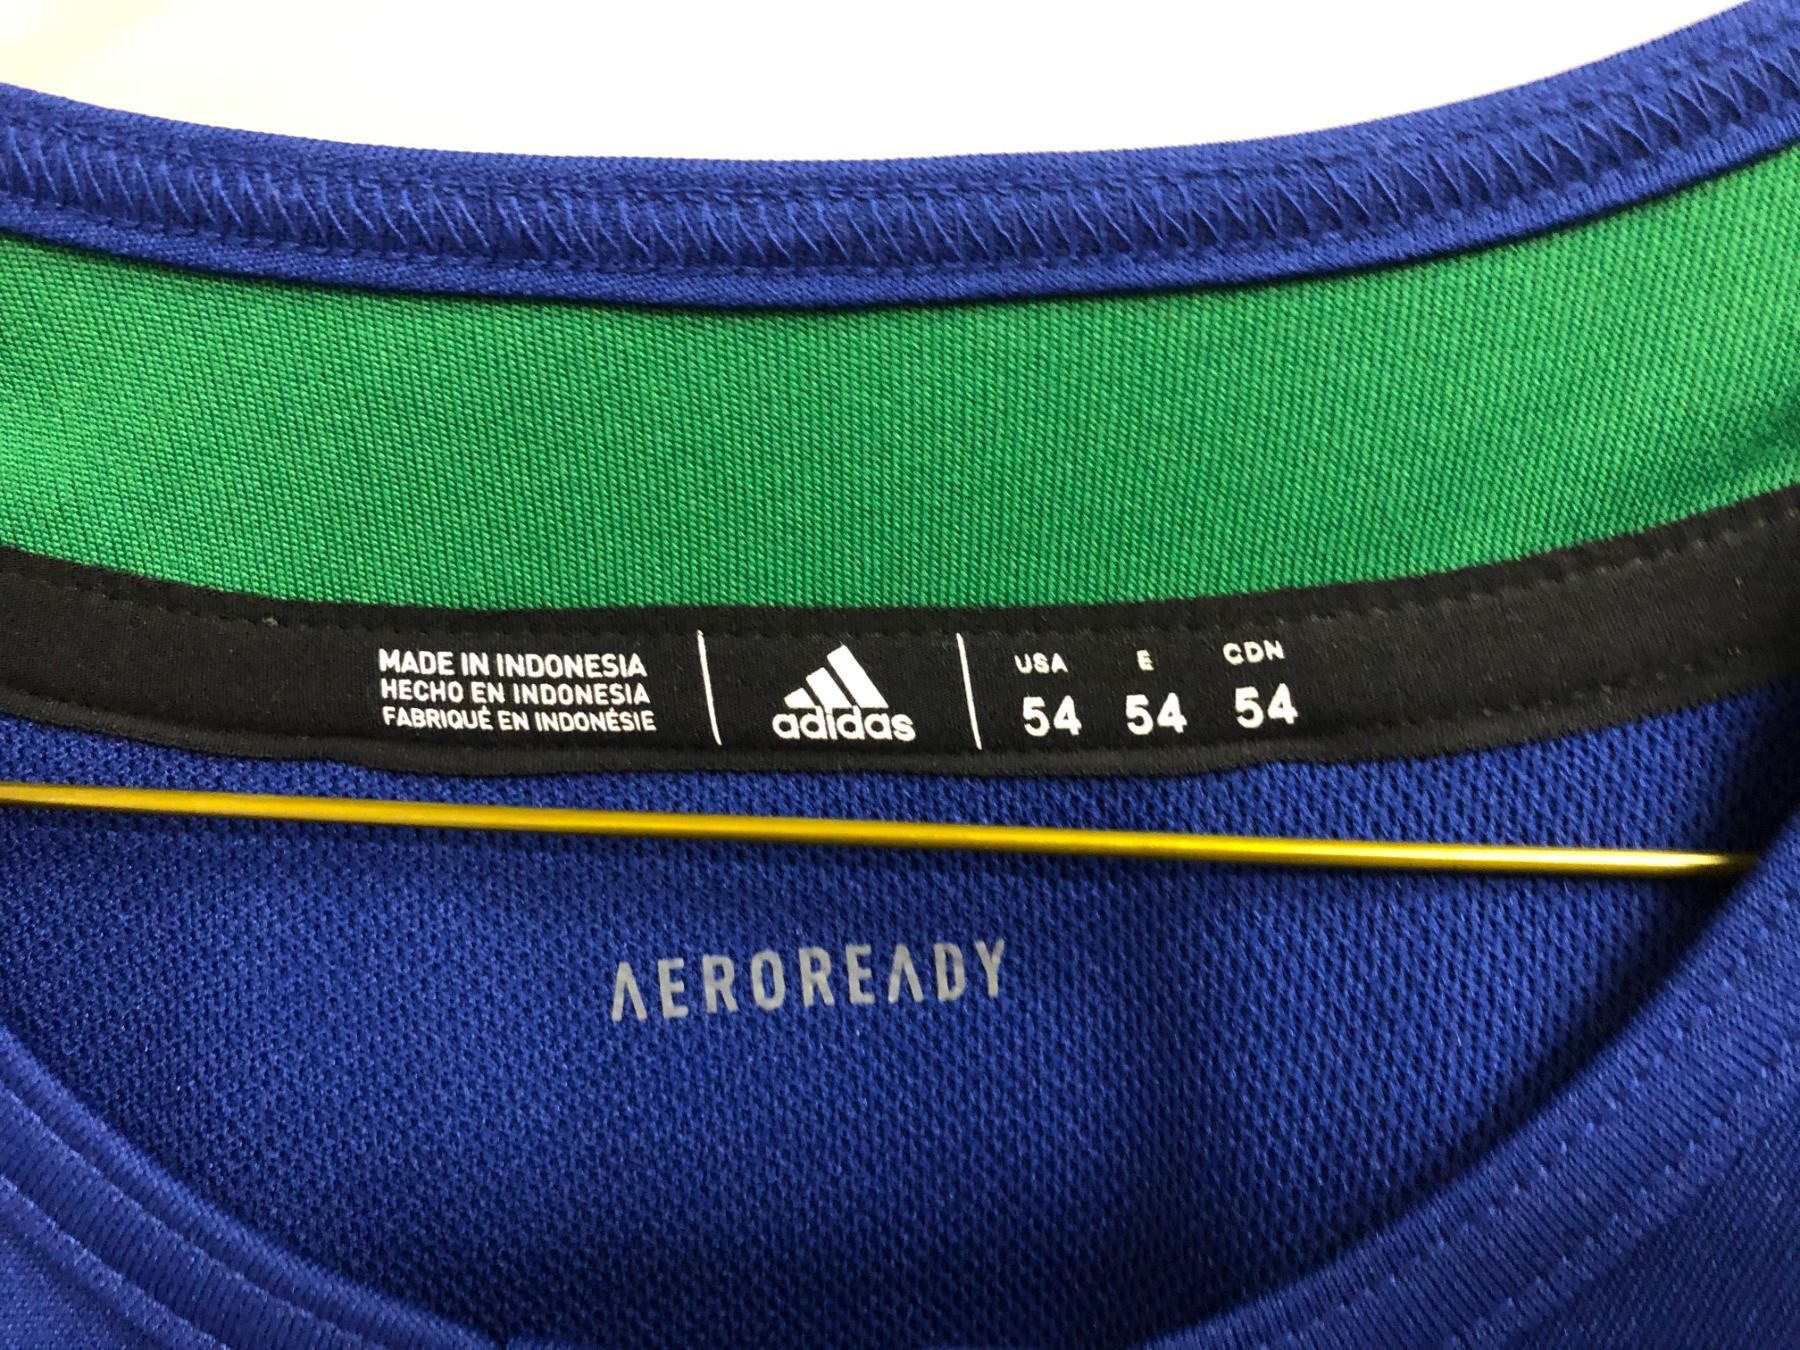 MADE IN INDONESIA
HECHO EN INDONESIA
FABRIQUÉ EN INDONÉSIE
adidas
USA E CDN
54 54 54
AEROREADY